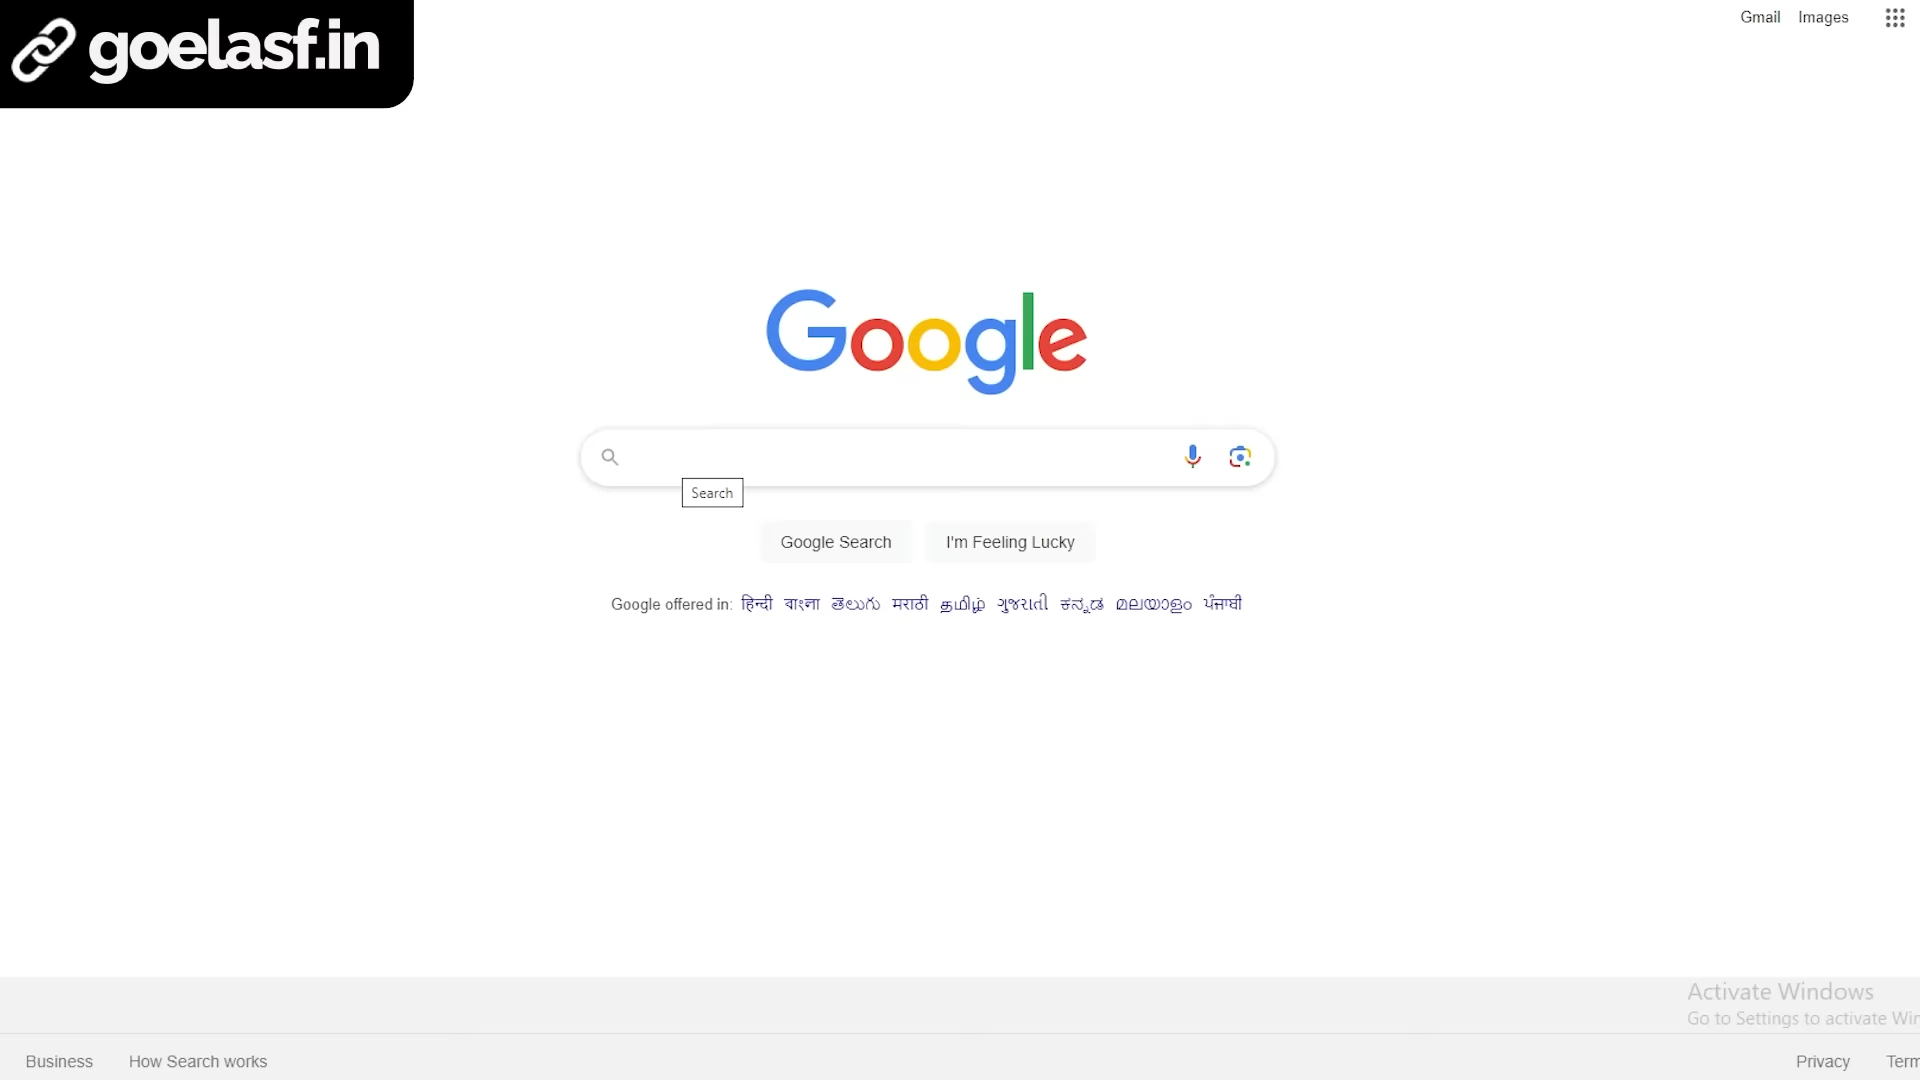 goelasf.in
Gmail Images
Google
Search
Google Search I'm Feeling Lucky
Google offered in: हिन्दी বাংলা తెలుగు मराठी தமிழ் ગુજરાતી ಕನ್ನಡ മലയാളം ਪੰਜਾਬੀ
Activate Windows
Go to Settings to activate Win
Business How Search works Privacy Term